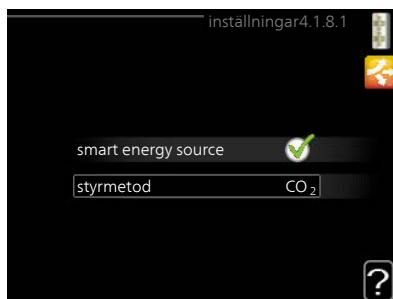 inställningar4.1.8.1
smart energy source
styrmetod CO₂
?